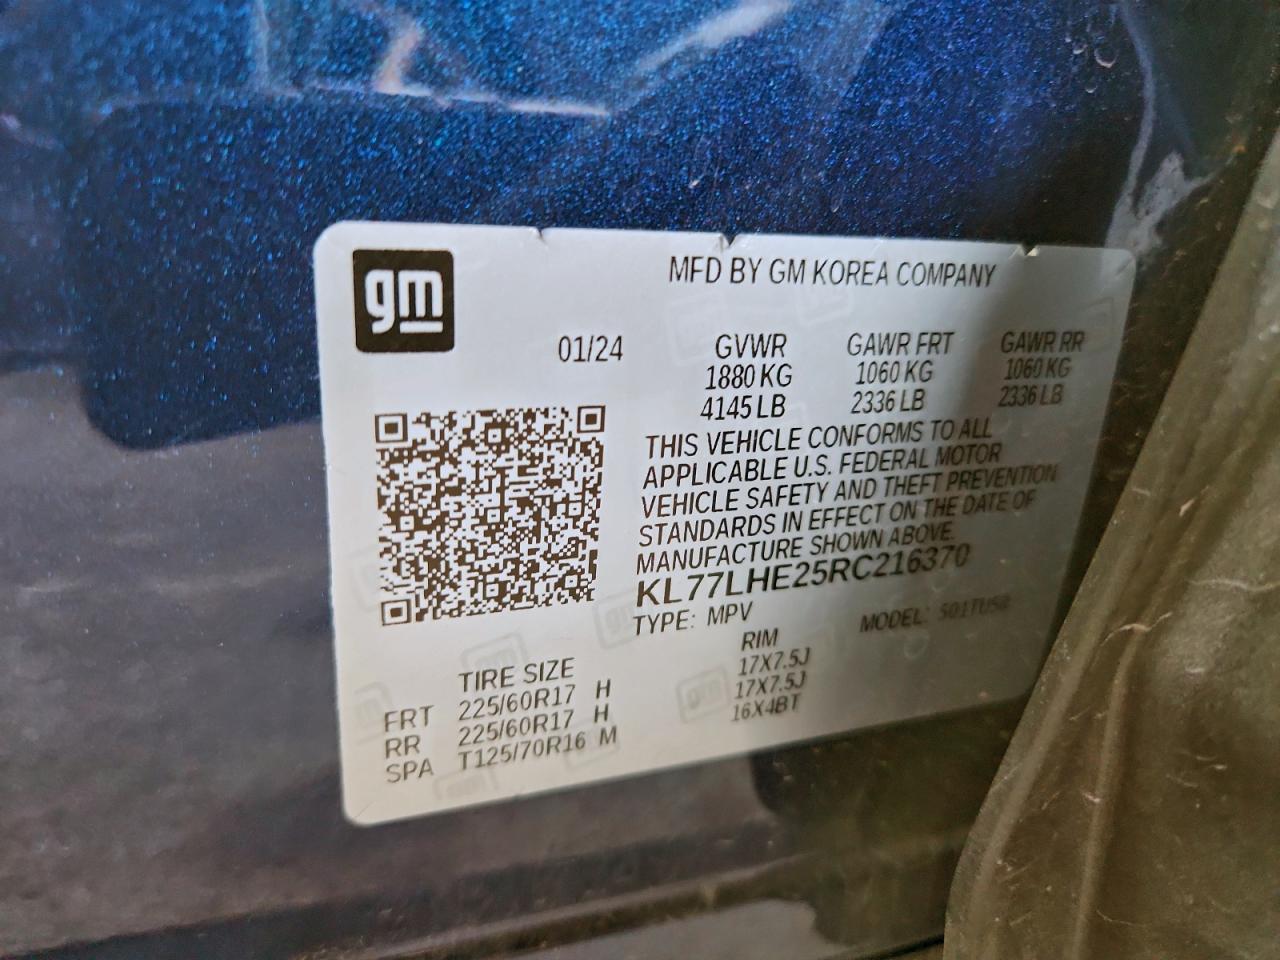 gm
MFD BY GM KOREA COMPANY
01/24
GVWR GAWR FRT GAWR RR
1880 KG 1060 KG 1060 KG
4145 LB 2336 LB 2336 LB
THIS VEHICLE CONFORMS TO ALL
APPLICABLE U.S. FEDERAL MOTOR
VEHICLE SAFETY AND THEFT PREVENTION
STANDARDS IN EFFECT ON THE DATE OF
MANUFACTURE SHOWN ABOVE.
KL77LHE25RC216370
TYPE: MPV MODEL:
TIRE SIZE RIM
FRT 225/60R17 H 17X7.5J
RR 225/60R17 H 17X7.5J
SPA T125/70R16 M 16X4BT